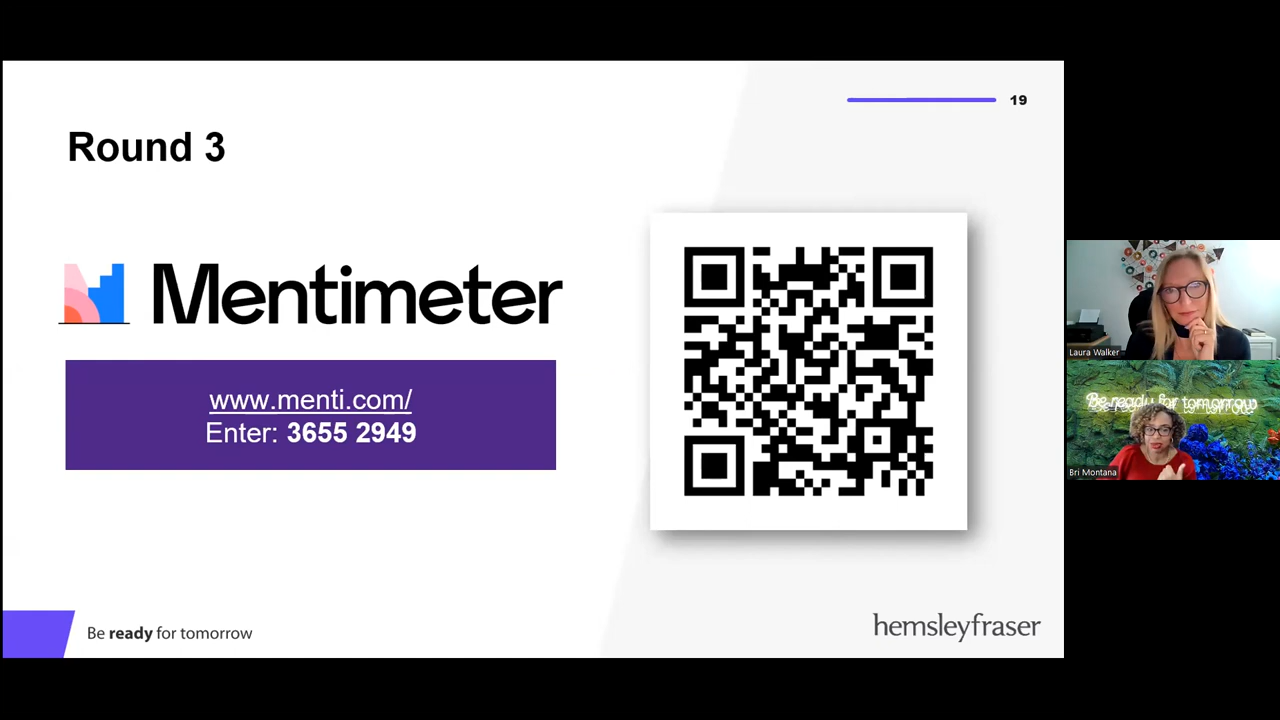 19
Round 3
Mentimeter
www.menti.com/
Enter: 3655 2949
Be ready for tomorrow
hemsleyfraser
Laura Walker
Be ready for tomorrow
Bri Montana